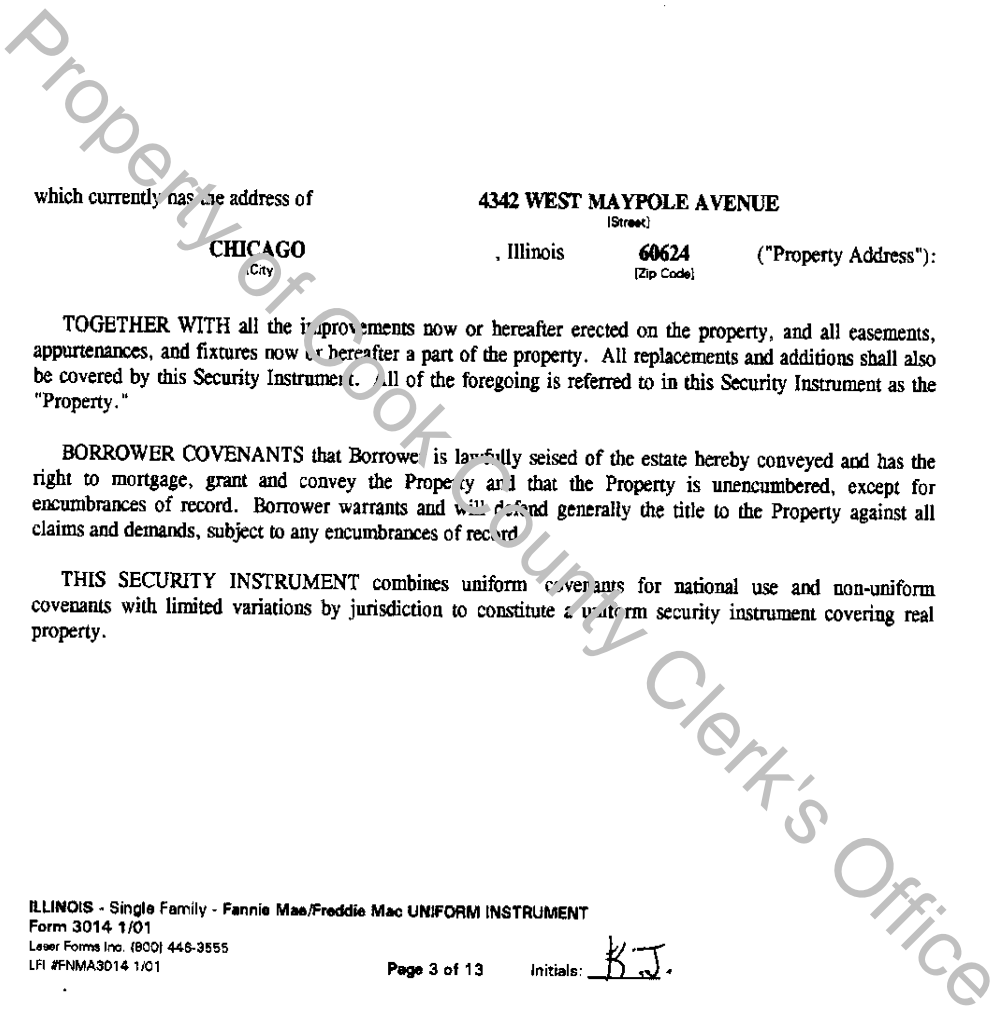 which currently has the address of 4342 WEST MAYPOLE AVENUE
[Street]
CHICAGO , Illinois 60624 ("Property Address"):
[City [Zip Code]
TOGETHER WITH all the improvements now or hereafter erected on the property, and all easements,
appurtenances, and fixtures now or hereafter a part of the property. All replacements and additions shall also
be covered by this Security Instrument. All of the foregoing is referred to in this Security Instrument as the
"Property."
BORROWER COVENANTS that Borrower is lawfully seised of the estate hereby conveyed and has the
right to mortgage, grant and convey the Property and that the Property is unencumbered, except for
encumbrances of record. Borrower warrants and will defend generally the title to the Property against all
claims and demands, subject to any encumbrances of record
THIS SECURITY INSTRUMENT combines uniform covenants for national use and non-uniform
covenants with limited variations by jurisdiction to constitute a uniform security instrument covering real
property.
ILLINOIS - Single Family - Fannie Mae/Freddie Mac UNIFORM INSTRUMENT
Form 3014 1/01
Laser Forms Inc. (800) 446-3555
LFI #FNMA3014 1/01 Page 3 of 13 Initials: K.J.
Property of Cook County Clerk's Office